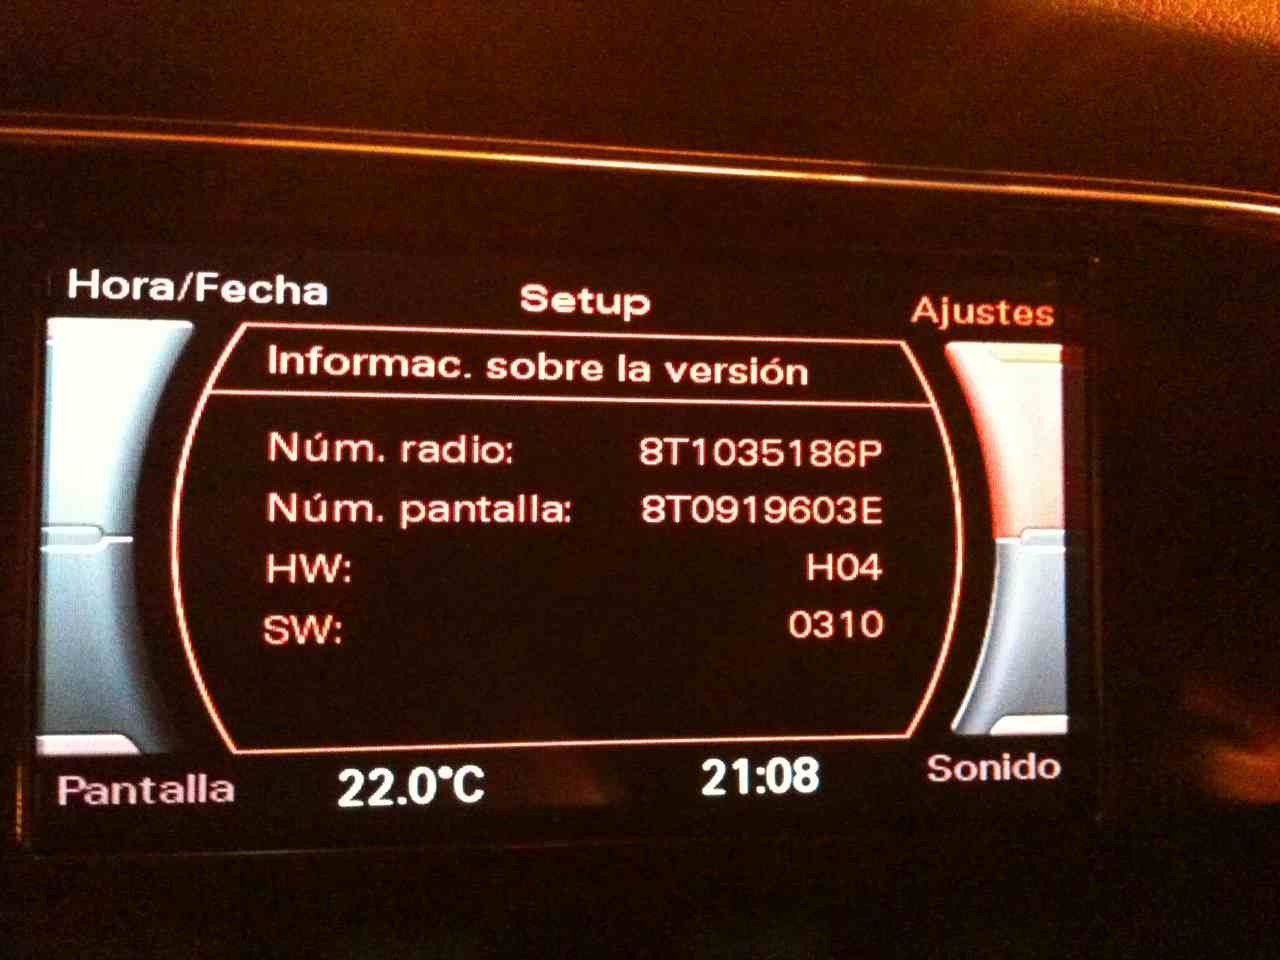 Hora/Fecha Setup Ajustes
Informac. sobre la versión
Núm. radio: 8T1035186P
Núm. pantalla: 8T0919603E
HW: H04
SW: 0310
Pantalla 22.0°C 21:08 Sonido